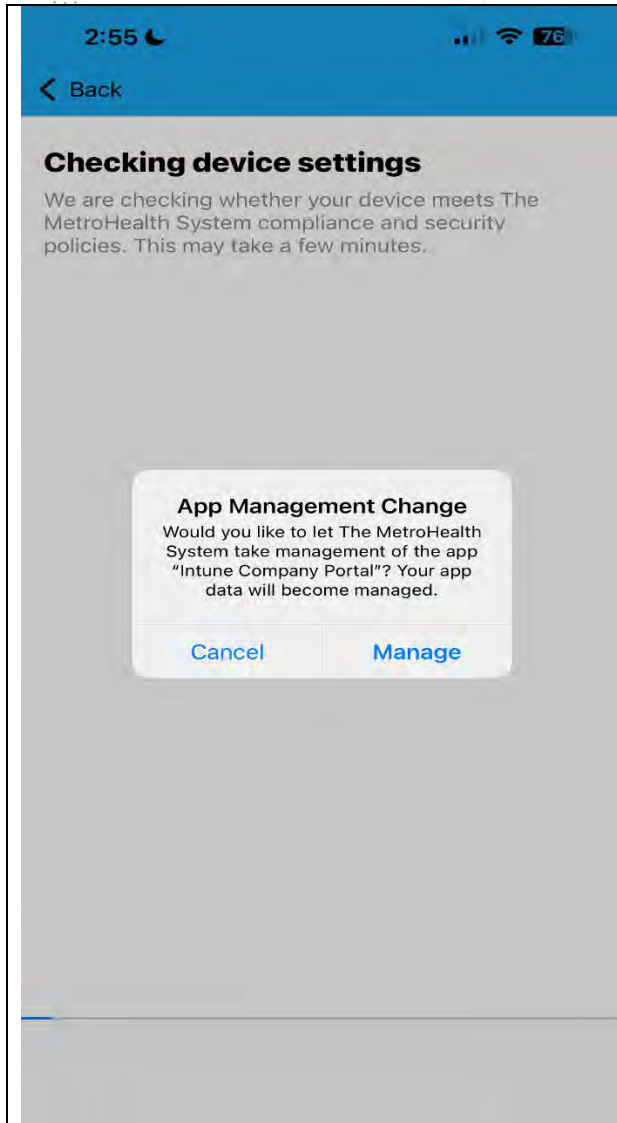 2:55
76
Back
Checking device settings
We are checking whether your device meets The
MetroHealth System compliance and security
policies. This may take a few minutes.
App Management Change
Would you like to let The MetroHealth
System take management of the app
“Intune Company Portal”? Your app
data will become managed.
Cancel
Manage